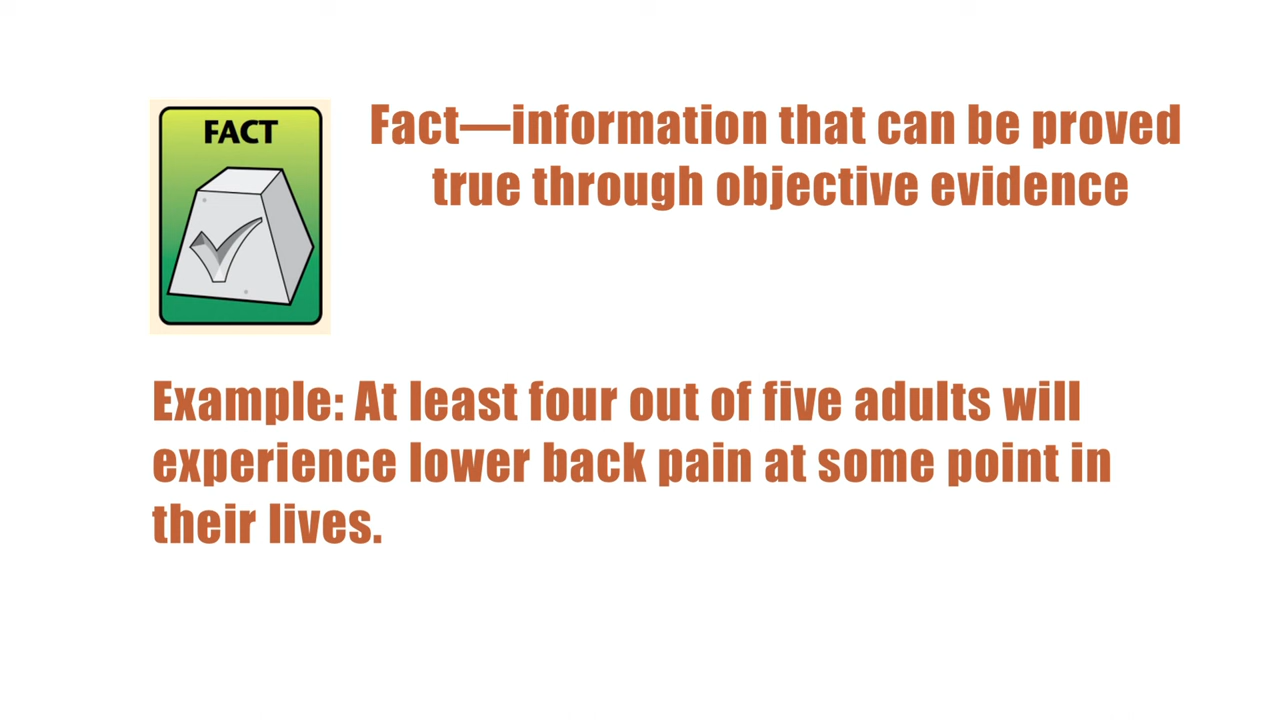 FACT
Fact—information that can be proved
true through objective evidence
Example: At least four out of five adults will
experience lower back pain at some point in
their lives.